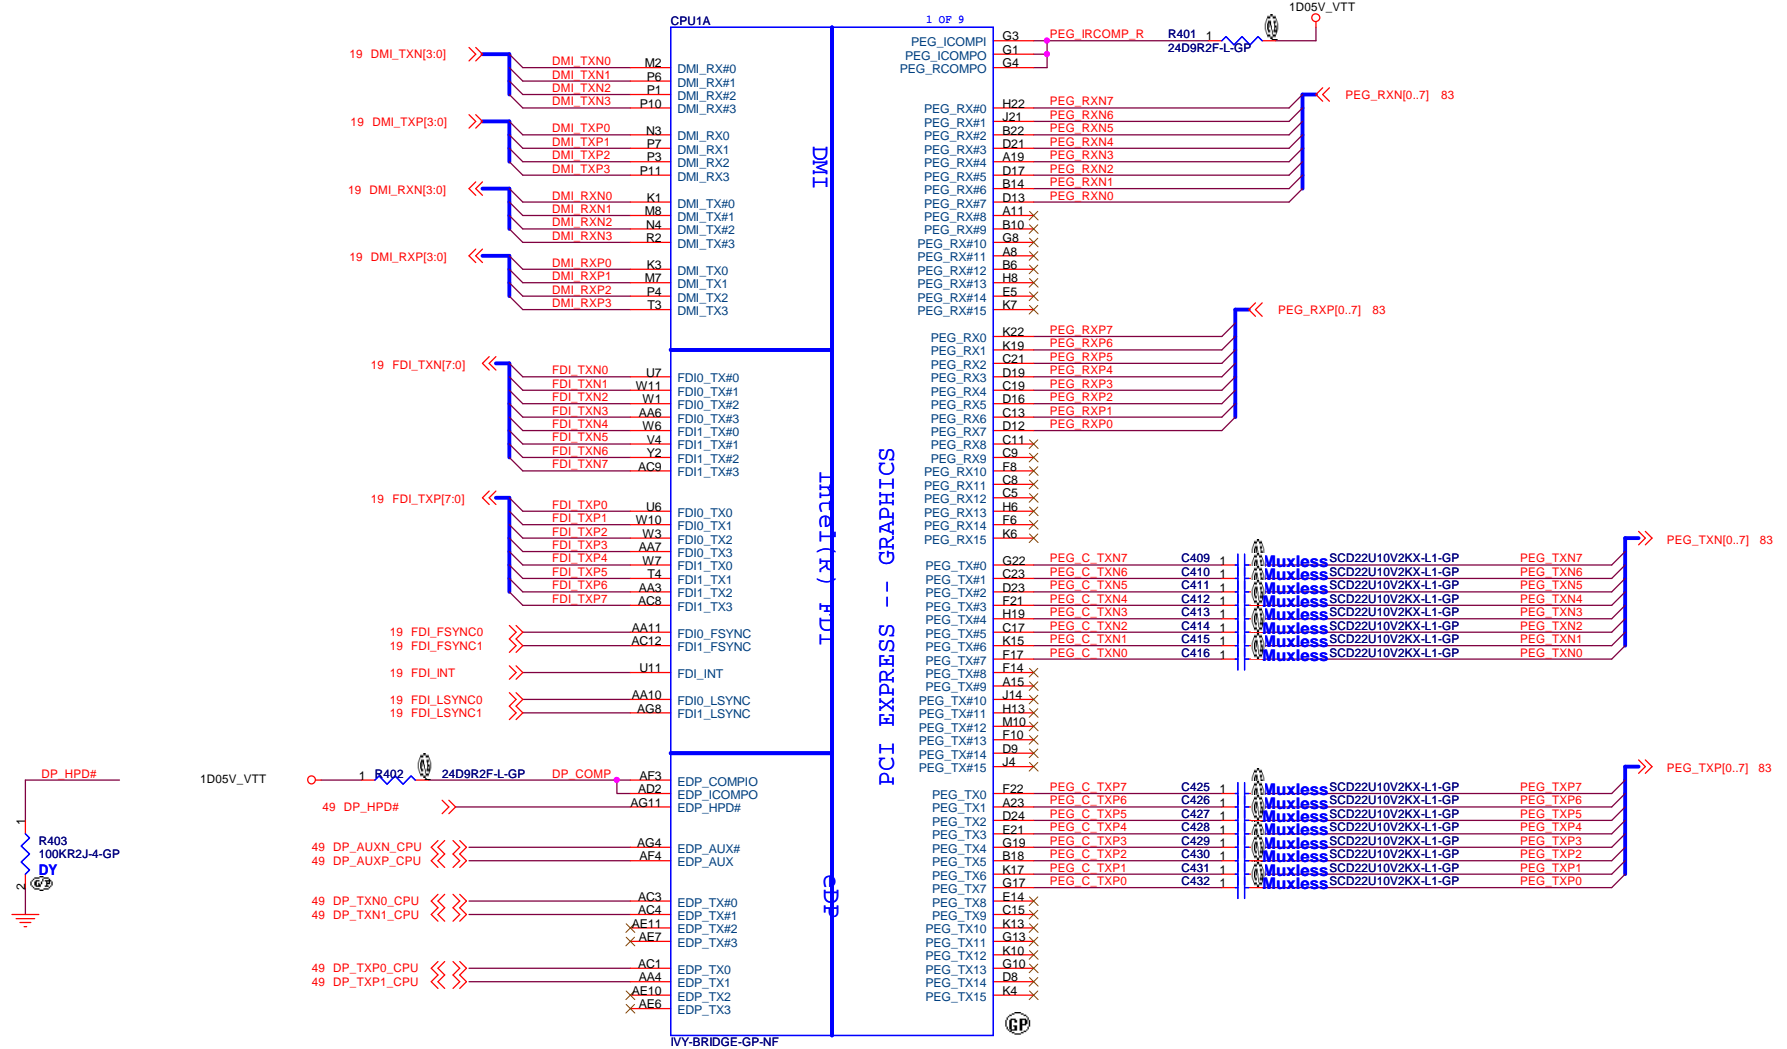 CPU1A
1 OF 9
1D05V_VTT
19 DMI_TXN[3:0]
DMI_TXN0 M2 DMI_RX#0
DMI_TXN1 P6 DMI_RX#1
DMI_TXN2 P1 DMI_RX#2
DMI_TXN3 P10 DMI_RX#3
19 DMI_TXP[3:0]
DMI_TXP0 N3 DMI_RX0
DMI_TXP1 P7 DMI_RX1
DMI_TXP2 P3 DMI_RX2
DMI_TXP3 P11 DMI_RX3
19 DMI_RXN[3:0]
DMI_RXN0 K1 DMI_TX#0
DMI_RXN1 M8 DMI_TX#1
DMI_RXN2 N4 DMI_TX#2
DMI_RXN3 R2 DMI_TX#3
19 DMI_RXP[3:0]
DMI_RXP0 K3 DMI_TX0
DMI_RXP1 M7 DMI_TX1
DMI_RXP2 P4 DMI_TX2
DMI_RXP3 T3 DMI_TX3
DMI
19 FDI_TXN[7:0]
FDI_TXN0 U7 FDI0_TX#0
FDI_TXN1 W11 FDI0_TX#1
FDI_TXN2 W1 FDI0_TX#2
FDI_TXN3 AA6 FDI0_TX#3
FDI_TXN4 W6 FDI1_TX#0
FDI_TXN5 V4 FDI1_TX#1
FDI_TXN6 Y2 FDI1_TX#2
FDI_TXN7 AC9 FDI1_TX#3
19 FDI_TXP[7:0]
FDI_TXP0 U6 FDI0_TX0
FDI_TXP1 W10 FDI0_TX1
FDI_TXP2 W3 FDI0_TX2
FDI_TXP3 AA7 FDI0_TX3
FDI_TXP4 W7 FDI1_TX0
FDI_TXP5 T4 FDI1_TX1
FDI_TXP6 AA3 FDI1_TX2
FDI_TXP7 AC8 FDI1_TX3
19 FDI_FSYNC0 AA11 FDI0_FSYNC
19 FDI_FSYNC1 AC12 FDI1_FSYNC
19 FDI_INT U11 FDI_INT
19 FDI_LSYNC0 AA10 FDI0_LSYNC
19 FDI_LSYNC1 AG8 FDI1_LSYNC
Intel(R) FDI
DP_HPD#
1
R403
100KR2J-4-GP
DY
2
1D05V_VTT 1 R402 24D9R2F-L-GP DP_COMP AF3 EDP_COMPIO
AD2 EDP_ICOMPO
49 DP_HPD# AG11 EDP_HPD#
49 DP_AUXN_CPU AG4 EDP_AUX#
49 DP_AUXP_CPU AF4 EDP_AUX
49 DP_TXN0_CPU AC3 EDP_TX#0
49 DP_TXN1_CPU AC4 EDP_TX#1
AE11 EDP_TX#2
AE7 EDP_TX#3
49 DP_TXP0_CPU AC1 EDP_TX0
49 DP_TXP1_CPU AA4 EDP_TX1
AE10 EDP_TX2
AE6 EDP_TX3
eDP
IVY-BRIDGE-GP-NF
PCI EXPRESS -- GRAPHICS
PEG_ICOMPI G3 PEG_IRCOMP_R R401 1
24D9R2F-L-GP
PEG_ICOMPO G1
PEG_RCOMPO G4
PEG_RXN[0..7] 83
PEG_RX#0 H22 PEG_RXN7
PEG_RX#1 J21 PEG_RXN6
PEG_RX#2 B22 PEG_RXN5
PEG_RX#3 D21 PEG_RXN4
PEG_RX#4 A19 PEG_RXN3
PEG_RX#5 D17 PEG_RXN2
PEG_RX#6 B14 PEG_RXN1
PEG_RX#7 D13 PEG_RXN0
PEG_RX#8 A11
PEG_RX#9 B10
PEG_RX#10 G8
PEG_RX#11 A8
PEG_RX#12 B6
PEG_RX#13 H8
PEG_RX#14 E5
PEG_RX#15 K7
PEG_RXP[0..7] 83
PEG_RX0 K22 PEG_RXP7
PEG_RX1 K19 PEG_RXP6
PEG_RX2 C21 PEG_RXP5
PEG_RX3 D19 PEG_RXP4
PEG_RX4 C19 PEG_RXP3
PEG_RX5 D16 PEG_RXP2
PEG_RX6 C13 PEG_RXP1
PEG_RX7 D12 PEG_RXP0
PEG_RX8 C11
PEG_RX9 C9
PEG_RX10 F8
PEG_RX11 C8
PEG_RX12 C5
PEG_RX13 H6
PEG_RX14 F6
PEG_RX15 K6
PEG_TXN[0..7] 83
PEG_TX#0 G22 PEG_C_TXN7 C409 1 Muxless SCD22U10V2KX-L1-GP PEG_TXN7
PEG_TX#1 C23 PEG_C_TXN6 C410 1 Muxless SCD22U10V2KX-L1-GP PEG_TXN6
PEG_TX#2 D23 PEG_C_TXN5 C411 1 Muxless SCD22U10V2KX-L1-GP PEG_TXN5
PEG_TX#3 F21 PEG_C_TXN4 C412 1 Muxless SCD22U10V2KX-L1-GP PEG_TXN4
PEG_TX#4 H19 PEG_C_TXN3 C413 1 Muxless SCD22U10V2KX-L1-GP PEG_TXN3
PEG_TX#5 C17 PEG_C_TXN2 C414 1 Muxless SCD22U10V2KX-L1-GP PEG_TXN2
PEG_TX#6 K15 PEG_C_TXN1 C415 1 Muxless SCD22U10V2KX-L1-GP PEG_TXN1
PEG_TX#7 F17 PEG_C_TXN0 C416 1 Muxless SCD22U10V2KX-L1-GP PEG_TXN0
PEG_TX#8 F14
PEG_TX#9 A15
PEG_TX#10 J14
PEG_TX#11 H13
PEG_TX#12 M10
PEG_TX#13 F10
PEG_TX#14 D9
PEG_TX#15 J4
PEG_TXP[0..7] 83
PEG_TX0 F22 PEG_C_TXP7 C425 1 Muxless SCD22U10V2KX-L1-GP PEG_TXP7
PEG_TX1 A23 PEG_C_TXP6 C426 1 Muxless SCD22U10V2KX-L1-GP PEG_TXP6
PEG_TX2 D24 PEG_C_TXP5 C427 1 Muxless SCD22U10V2KX-L1-GP PEG_TXP5
PEG_TX3 E21 PEG_C_TXP4 C428 1 Muxless SCD22U10V2KX-L1-GP PEG_TXP4
PEG_TX4 G19 PEG_C_TXP3 C429 1 Muxless SCD22U10V2KX-L1-GP PEG_TXP3
PEG_TX5 B18 PEG_C_TXP2 C430 1 Muxless SCD22U10V2KX-L1-GP PEG_TXP2
PEG_TX6 K17 PEG_C_TXP1 C431 1 Muxless SCD22U10V2KX-L1-GP PEG_TXP1
PEG_TX7 G17 PEG_C_TXP0 C432 1 Muxless SCD22U10V2KX-L1-GP PEG_TXP0
PEG_TX8 E14
PEG_TX9 C15
PEG_TX10 K13
PEG_TX11 G13
PEG_TX12 K10
PEG_TX13 G10
PEG_TX14 D8
PEG_TX15 K4
GP